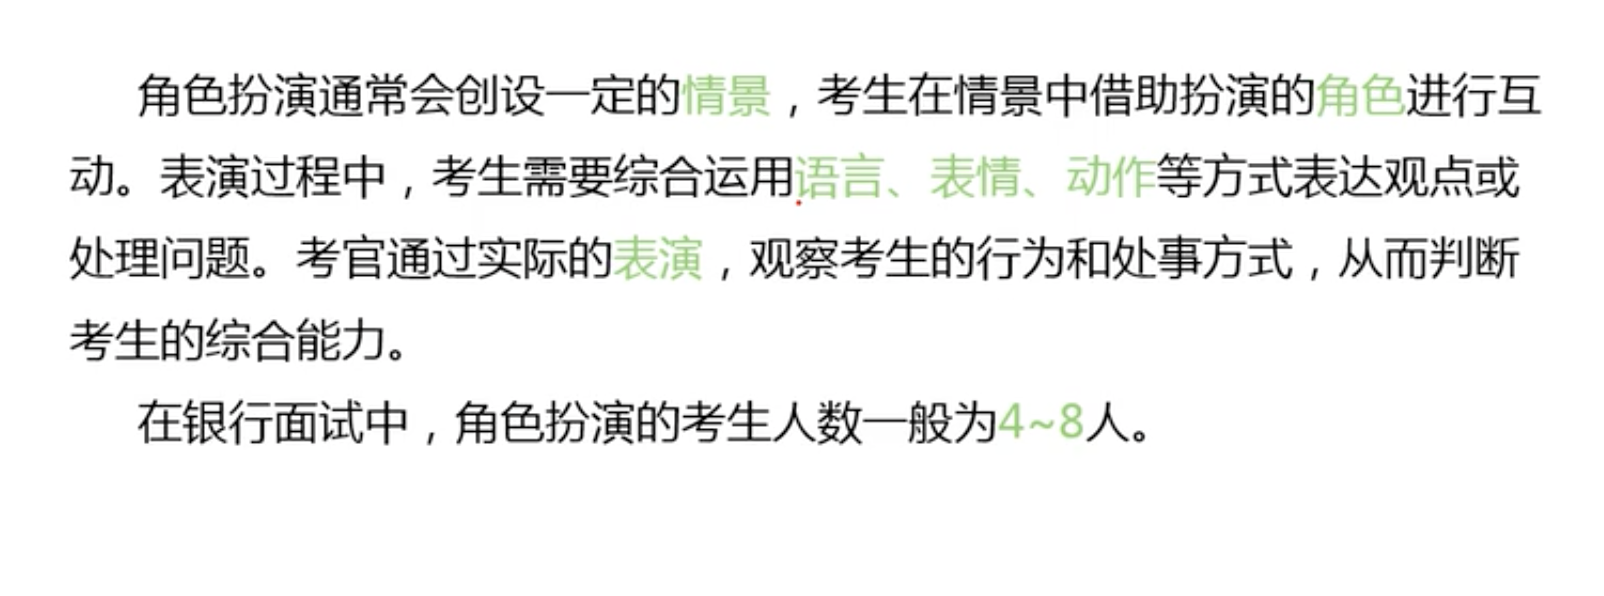 角色扮演通常会创设一定的情景，考生在情景中借助扮演的角色进行互
动。表演过程中，考生需要综合运用语言、表情、动作等方式表达观点或
处理问题。考官通过实际的表演，观察考生的行为和处事方式，从而判断
考生的综合能力。
在银行面试中，角色扮演的考生人数一般为4~8人。